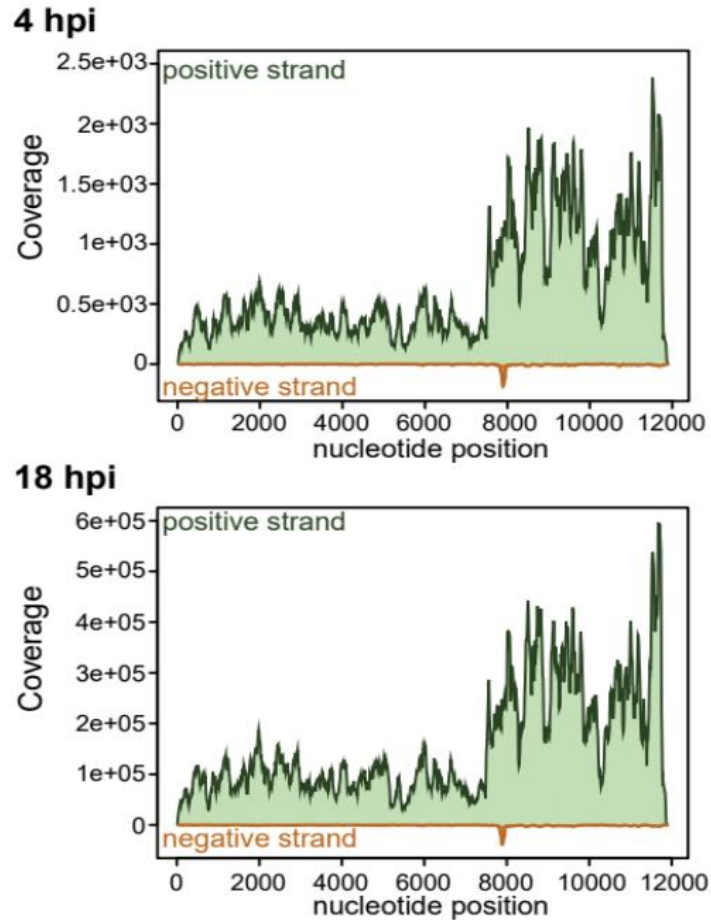 4 hpi
positive strand
2.5e+03
2e+03
1.5e+03
1e+03
0.5e+03
0
Coverage
negative strand
0 2000 4000 6000 8000 10000 12000
nucleotide position
18 hpi
positive strand
6e+05
5e+05
4e+05
3e+05
2e+05
1e+05
0
Coverage
negative strand
0 2000 4000 6000 8000 10000 12000
nucleotide position